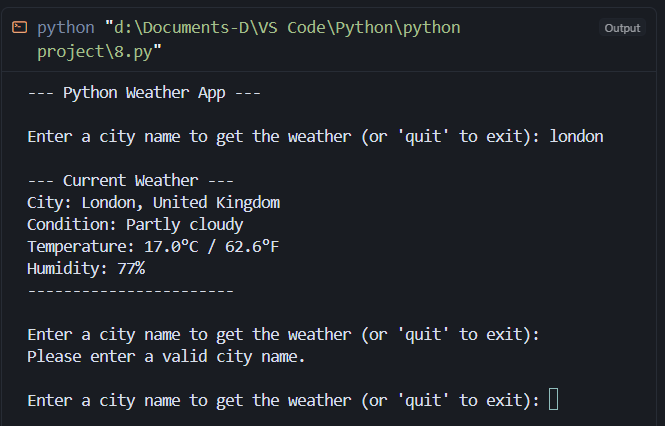 python "d:\Documents-D\VS Code\Python\python
project\8.py"
Output
--- Python Weather App ---
Enter a city name to get the weather (or 'quit' to exit): london
--- Current Weather ---
City: London, United Kingdom
Condition: Partly cloudy
Temperature: 17.0°C / 62.6°F
Humidity: 77%
-----------------------
Enter a city name to get the weather (or 'quit' to exit):
Please enter a valid city name.
Enter a city name to get the weather (or 'quit' to exit):